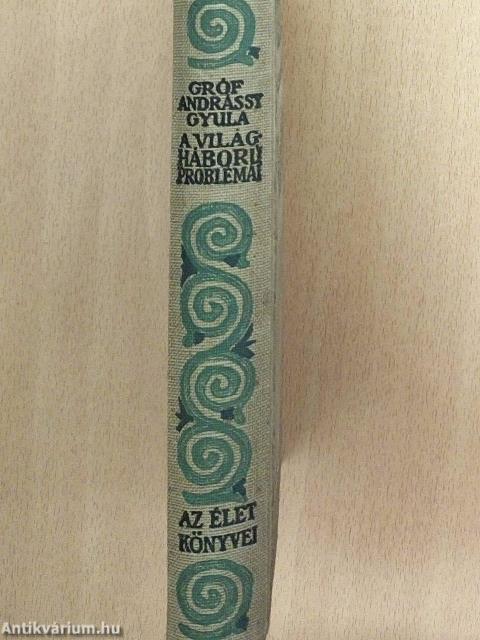 GRÓF
ANDRÁSSY
GYULA
A VILÁG-
HÁBORÚ
PROBLÉMÁI
AZ ÉLET
KÖNYVEI
Antikvárium.hu